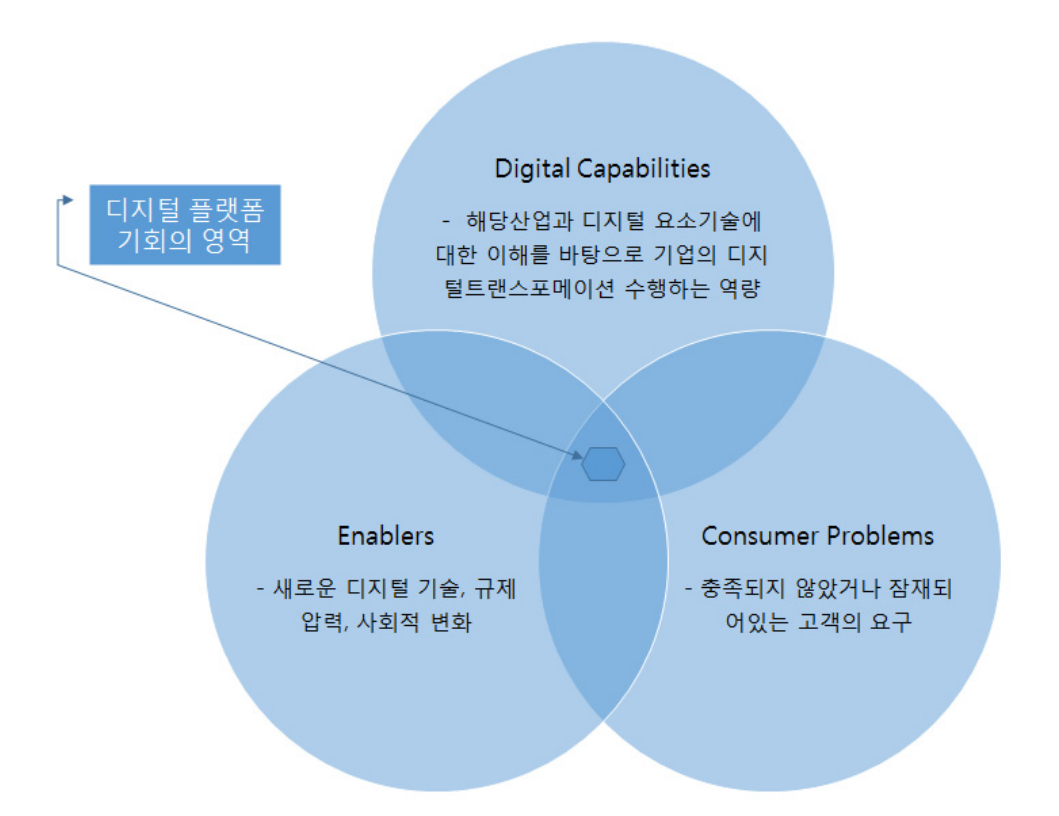 Digital Capabilities
- 해당산업과 디지털 요소기술에
대한 이해를 바탕으로 기업의 디지
털트랜스포메이션 수행하는 역량
디지털 플랫폼
기회의 영역
Enablers
- 새로운 디지털 기술, 규제
압력, 사회적 변화
Consumer Problems
- 충족되지 않았거나 잠재되
어있는 고객의 요구